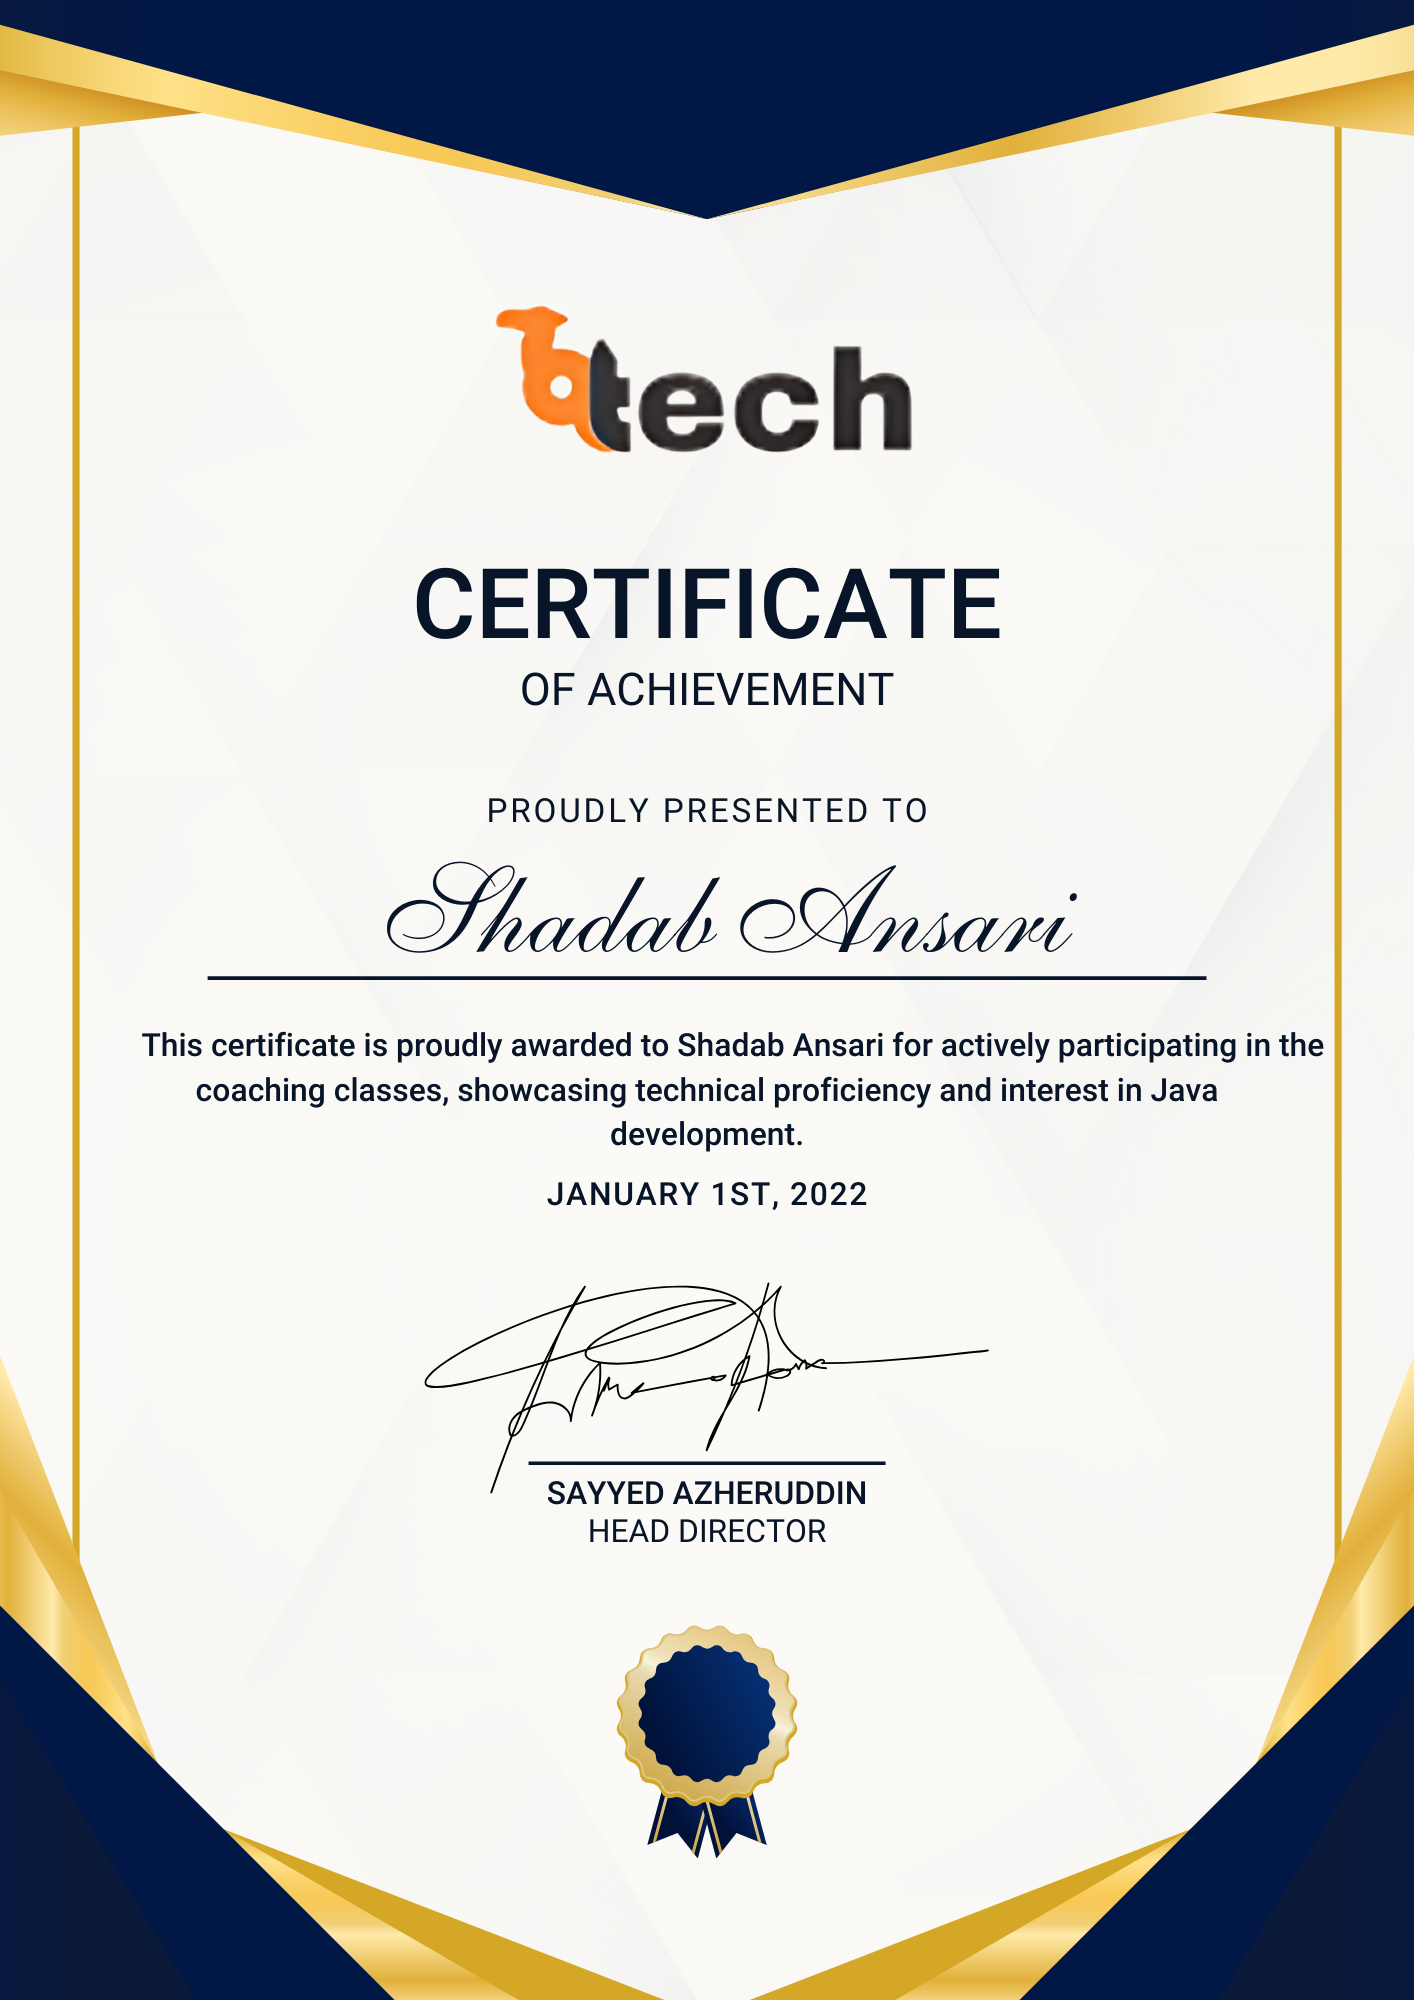 btech
CERTIFICATE
OF ACHIEVEMENT
PROUDLY PRESENTED TO
Shadab Ansari
This certificate is proudly awarded to Shadab Ansari for actively participating in the
coaching classes, showcasing technical proficiency and interest in Java
development.
JANUARY 1ST, 2022
SAYYED AZHERUDDIN
HEAD DIRECTOR